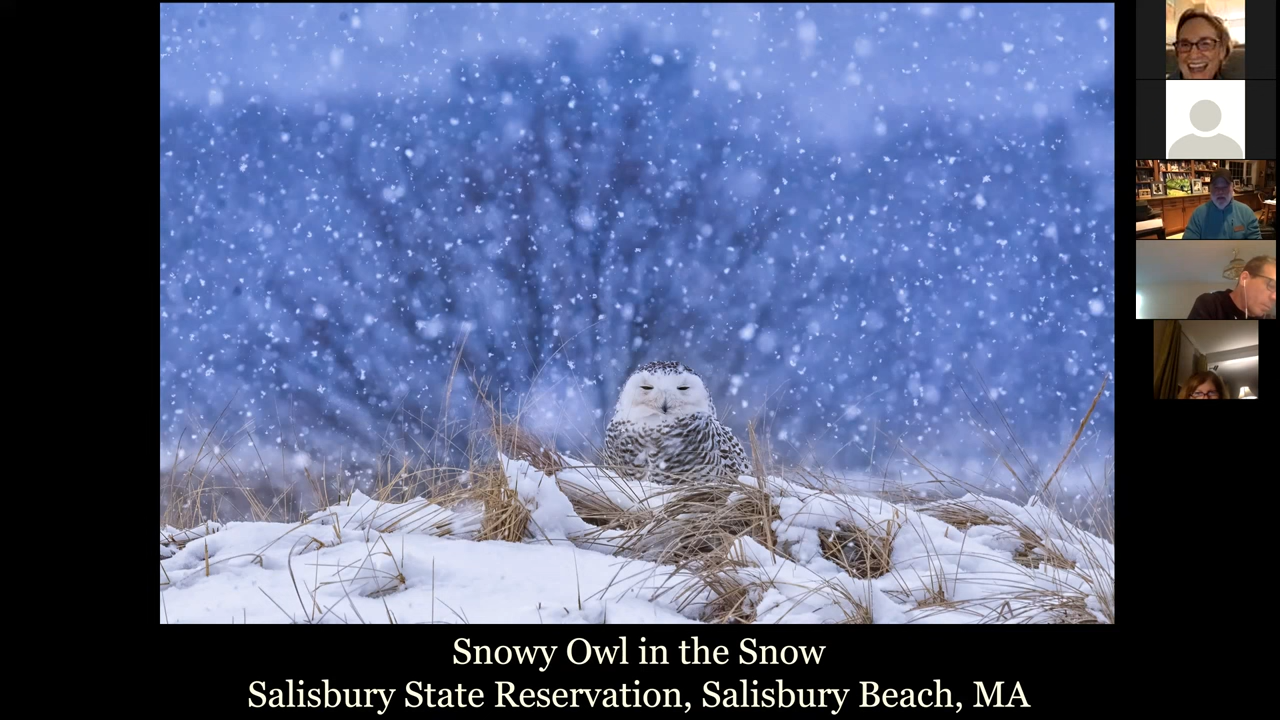 Snowy Owl in the Snow
Salisbury State Reservation, Salisbury Beach, MA